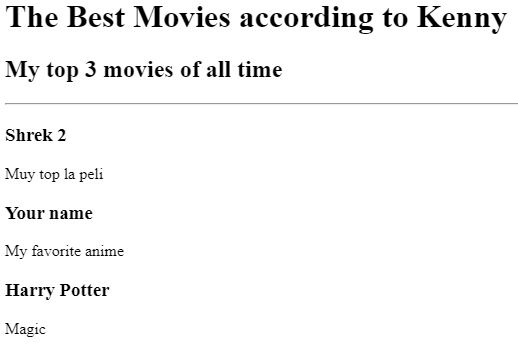 The Best Movies according to Kenny
My top 3 movies of all time
Shrek 2
Muy top la peli
Your name
My favorite anime
Harry Potter
Magic